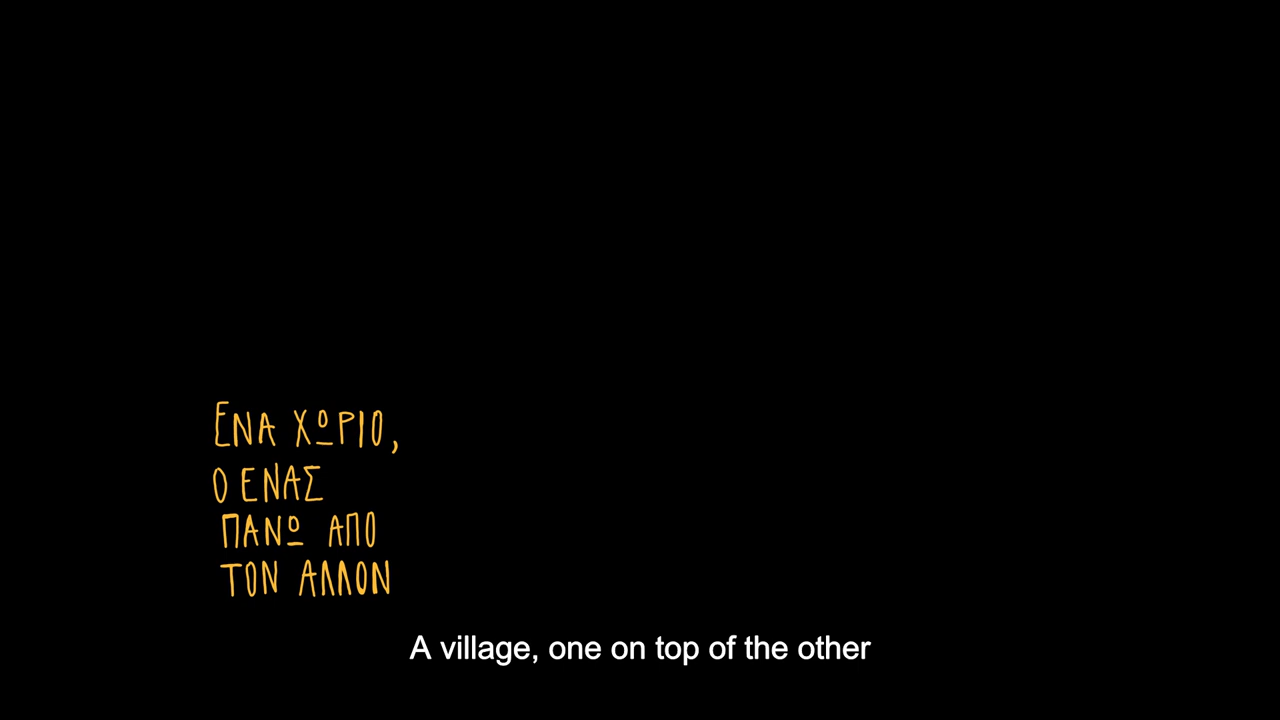 ΕΝΑ ΧΩΡΙΟ,
Ο ΕΝΑΣ
ΠΑΝΩ ΑΠΟ
ΤΟΝ ΑΛΛΟΝ
A village, one on top of the other